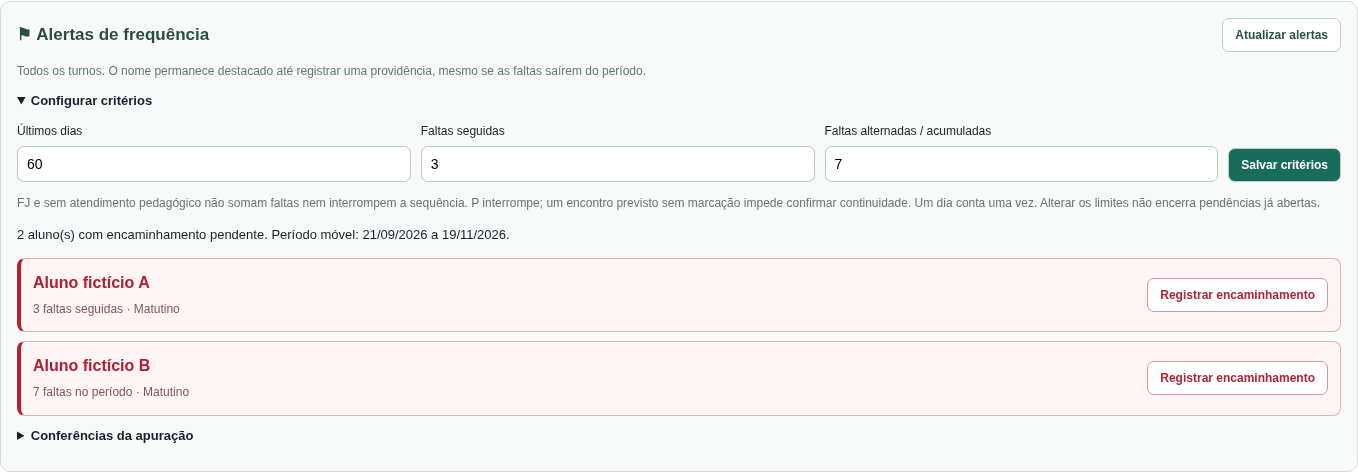 ⚑ Alertas de frequência
Atualizar alertas
Todos os turnos. O nome permanece destacado até registrar uma providência, mesmo se as faltas saírem do período.
▼ Configurar critérios
Últimos dias
Faltas seguidas
Faltas alternadas / acumuladas
60
3
7
Salvar critérios
FJ e sem atendimento pedagógico não somam faltas nem interrompem a sequência. P interrompe; um encontro previsto sem marcação impede confirmar continuidade. Um dia conta uma vez. Alterar os limites não encerra pendências já abertas.
2 aluno(s) com encaminhamento pendente. Período móvel: 21/09/2026 a 19/11/2026.
Aluno fictício A
3 faltas seguidas · Matutino
Registrar encaminhamento
Aluno fictício B
7 faltas no período · Matutino
Registrar encaminhamento
▶ Conferências da apuração